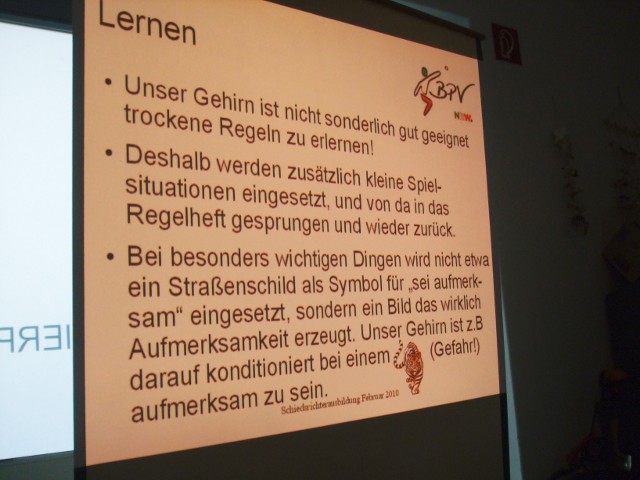 Lernen
BPV
NRW.
• Unser Gehirn ist nicht sonderlich gut geeignet
trockene Regeln zu erlernen!
• Deshalb werden zusätzlich kleine Spiel-
situationen eingesetzt, und von da in das
Regelheft gesprungen und wieder zurück.
• Bei besonders wichtigen Dingen wird nicht etwa
ein Straßenschild als Symbol für „sei aufmerk-
sam“ eingesetzt, sondern ein Bild das wirklich
Aufmerksamkeit erzeugt. Unser Gehirn ist z.B
darauf konditioniert bei einem (Gefahr!)
aufmerksam zu sein.
Schiedsrichterausbildung Februar 2010